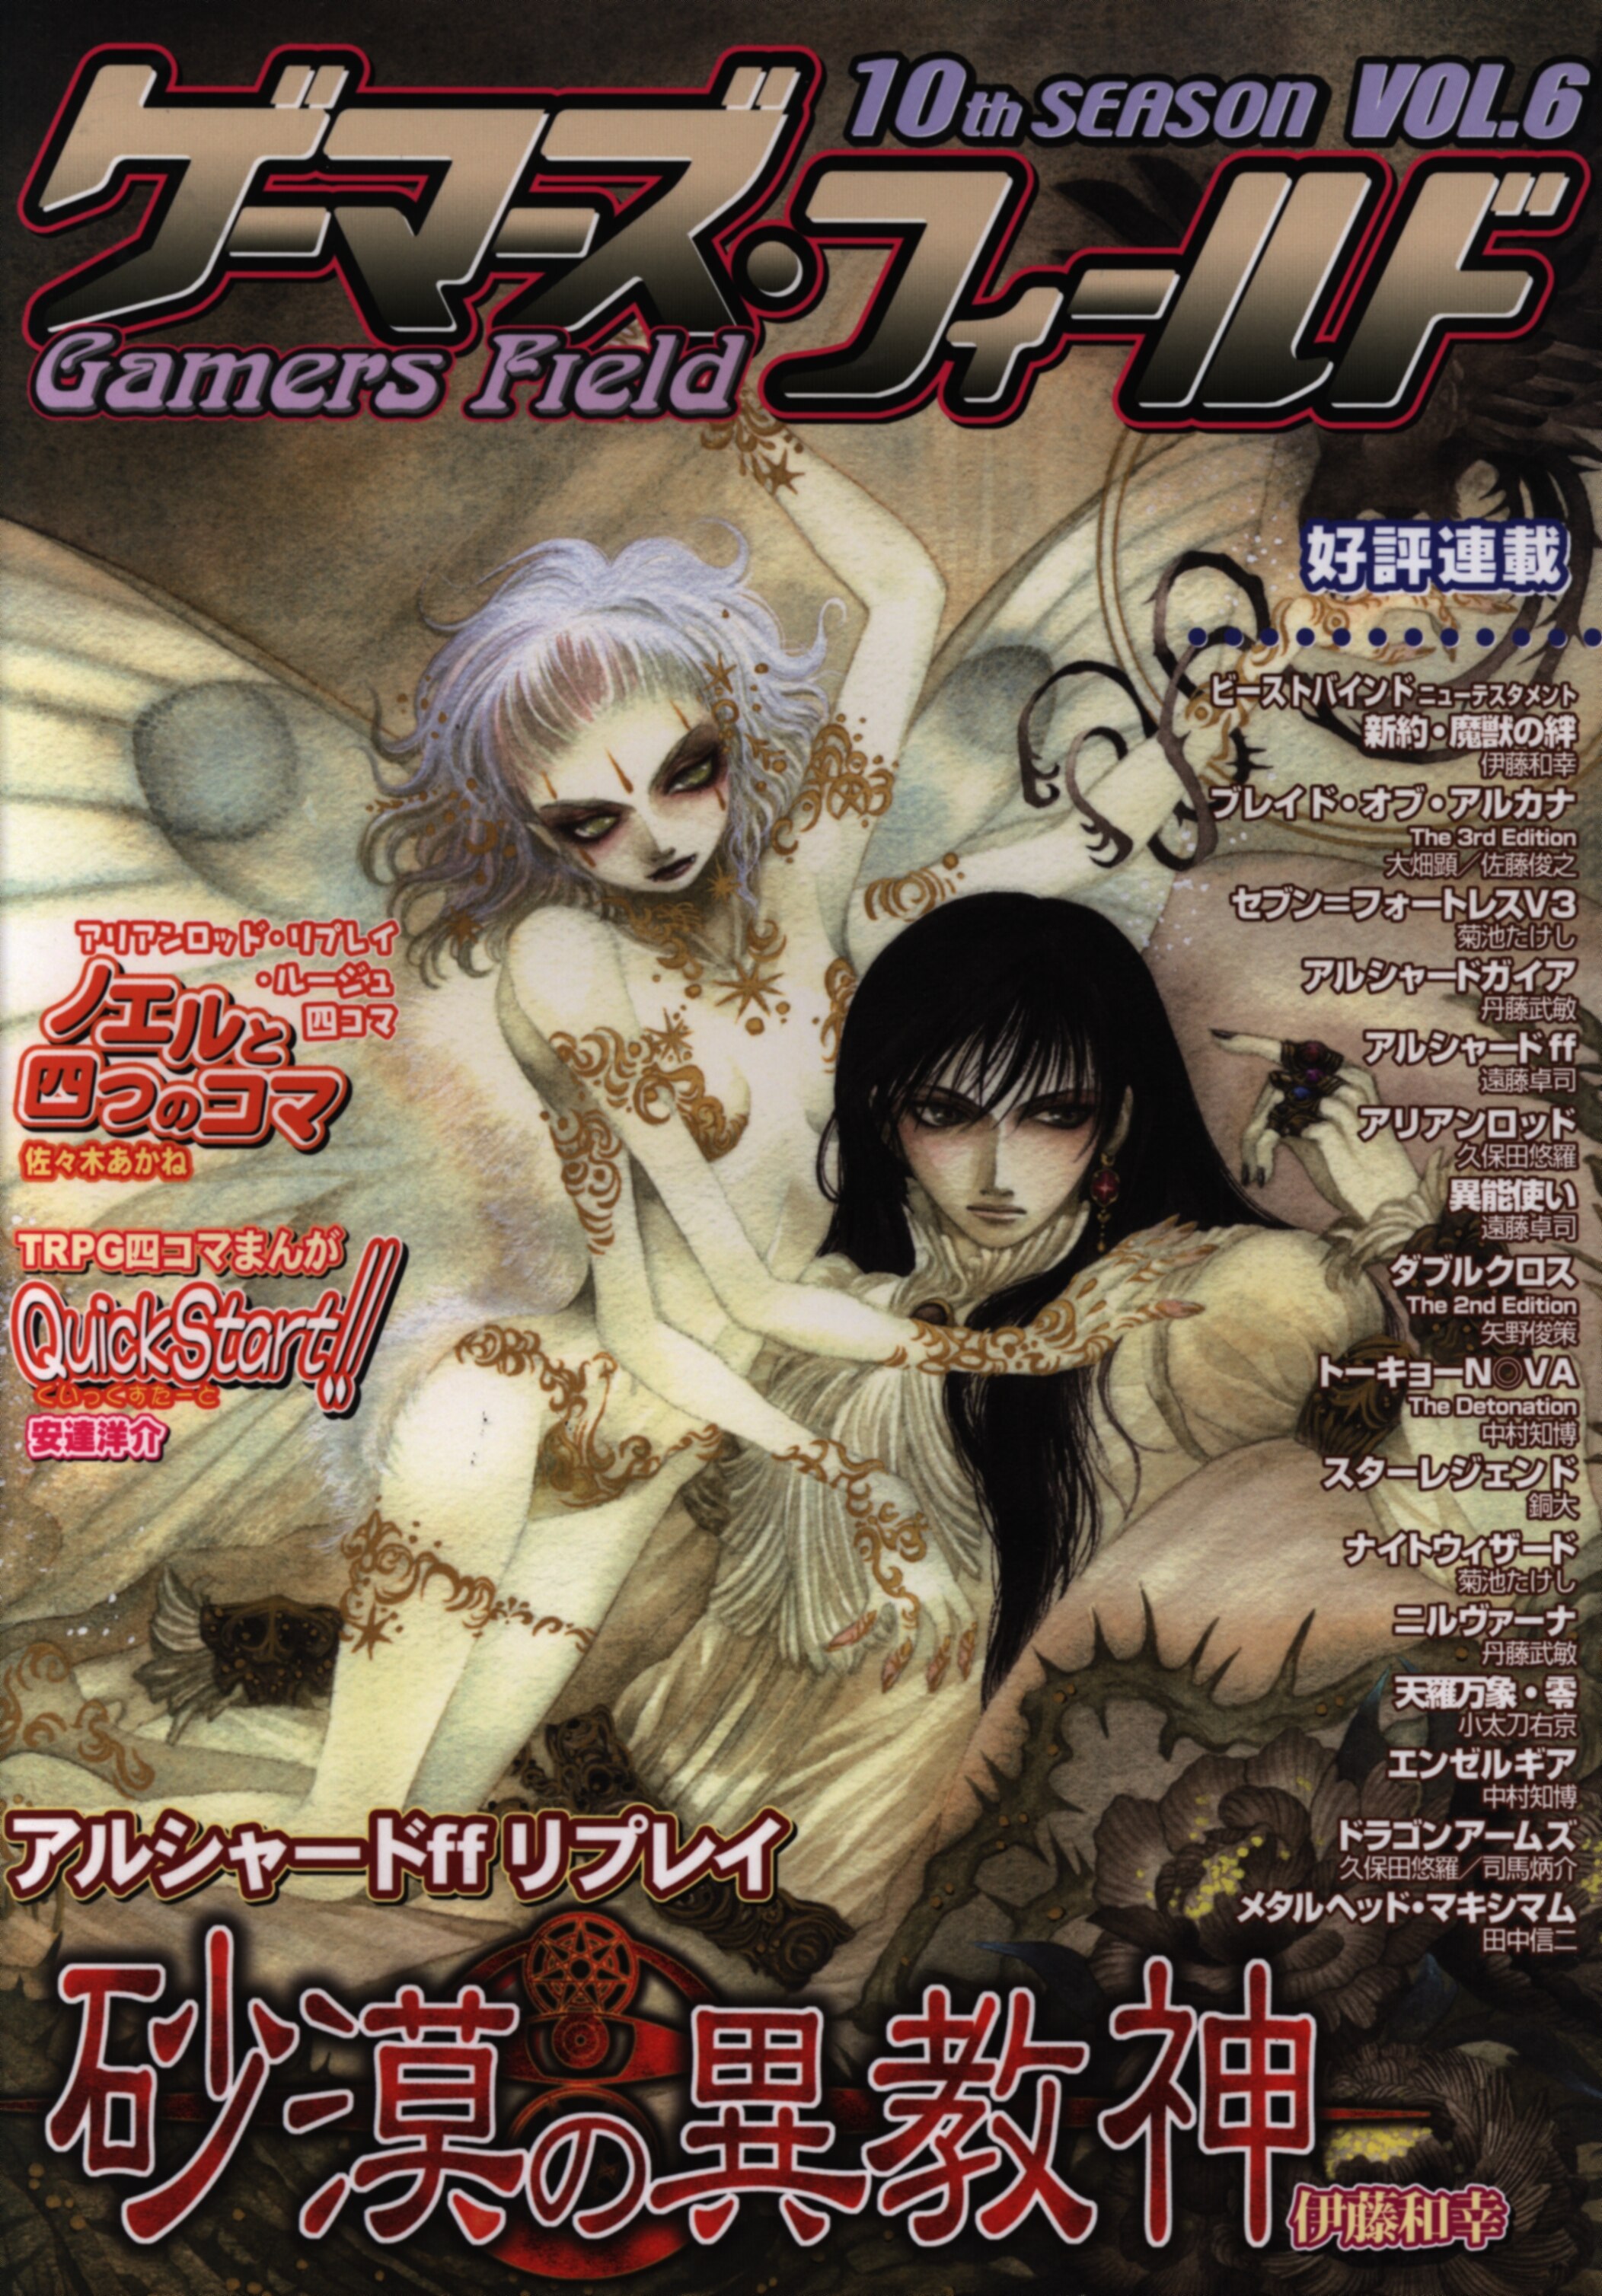 10th SEASON VOL.6
ゲーマーズ・フィールド
Gamers Field
好評連載
ビーストバインド ニューテスタメント
新約・魔獣の絆
伊藤和幸
ブレイド・オブ・アルカナ
The 3rd Edition
大畑顕／佐藤俊之
セブン=フォートレスV3
菊池たけし
アルシャードガイア
丹藤武敏
アルシャードff
遠藤卓司
アリアンロッド
久保田悠羅
異能使い
遠藤卓司
ダブルクロス
The 2nd Edition
矢野俊策
トーキョーN◎VA
The Detonation
中村知博
スターレジェンド
銅大
ナイトウィザード
菊池たけし
ニルヴァーナ
丹藤武敏
天羅万象・零
小太刀右京
エンゼルギア
中村知博
ドラゴンアームズ
久保田悠羅／司馬炳介
メタルヘッド・マキシマム
田中信二
アリアンロッド・リプレイ
・ルージュ
四コマ
ノエルと
四つのコマ
佐々木あかね
TRPG四コマまんが
QuickStart!!
くいっくすたーと
安達洋介
アルシャードff リプレイ
砂漠の異教神
伊藤和幸